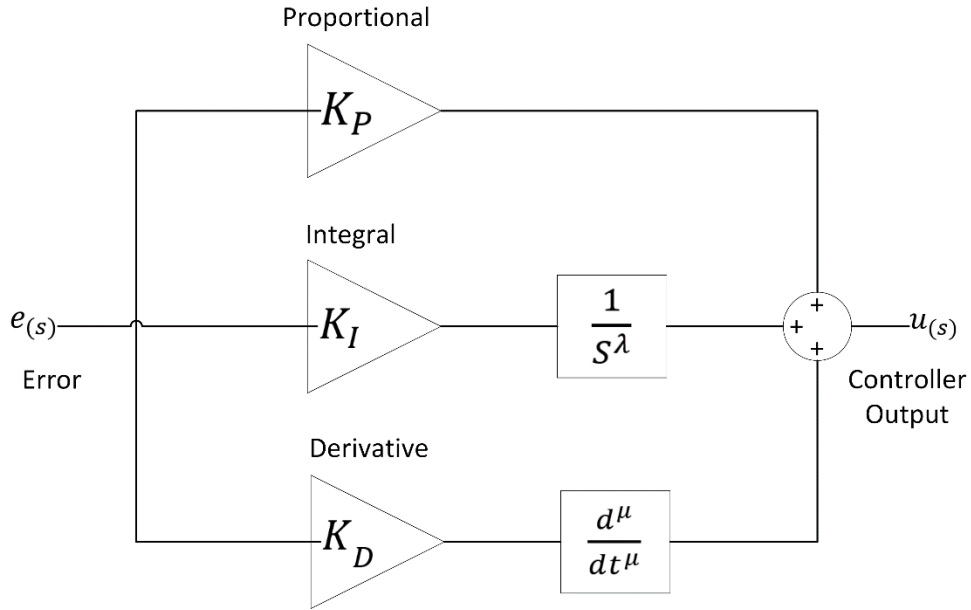 Proportional
K_P
Integral
e_(s)
K_I
1/S^λ
+
+
+
u_(s)
Error
Controller
Output
Derivative
K_D
d^μ/dt^μ